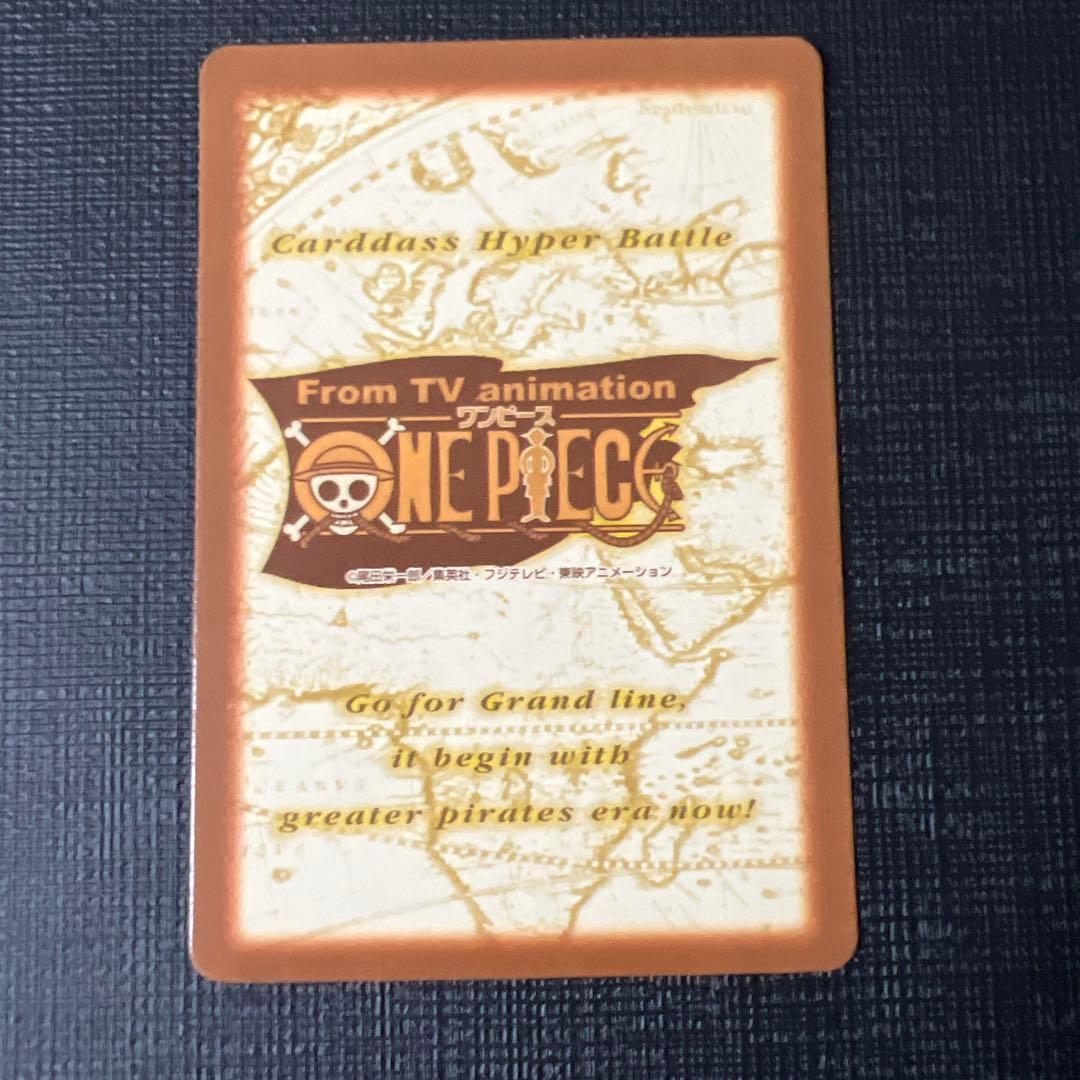 Carddass Hyper Battle
From TV animation
ワンピース
ONE PIECE
©尾田栄一郎/集英社・フジテレビ・東映アニメーション
Go for Grand line,
it begin with
greater pirates era now!